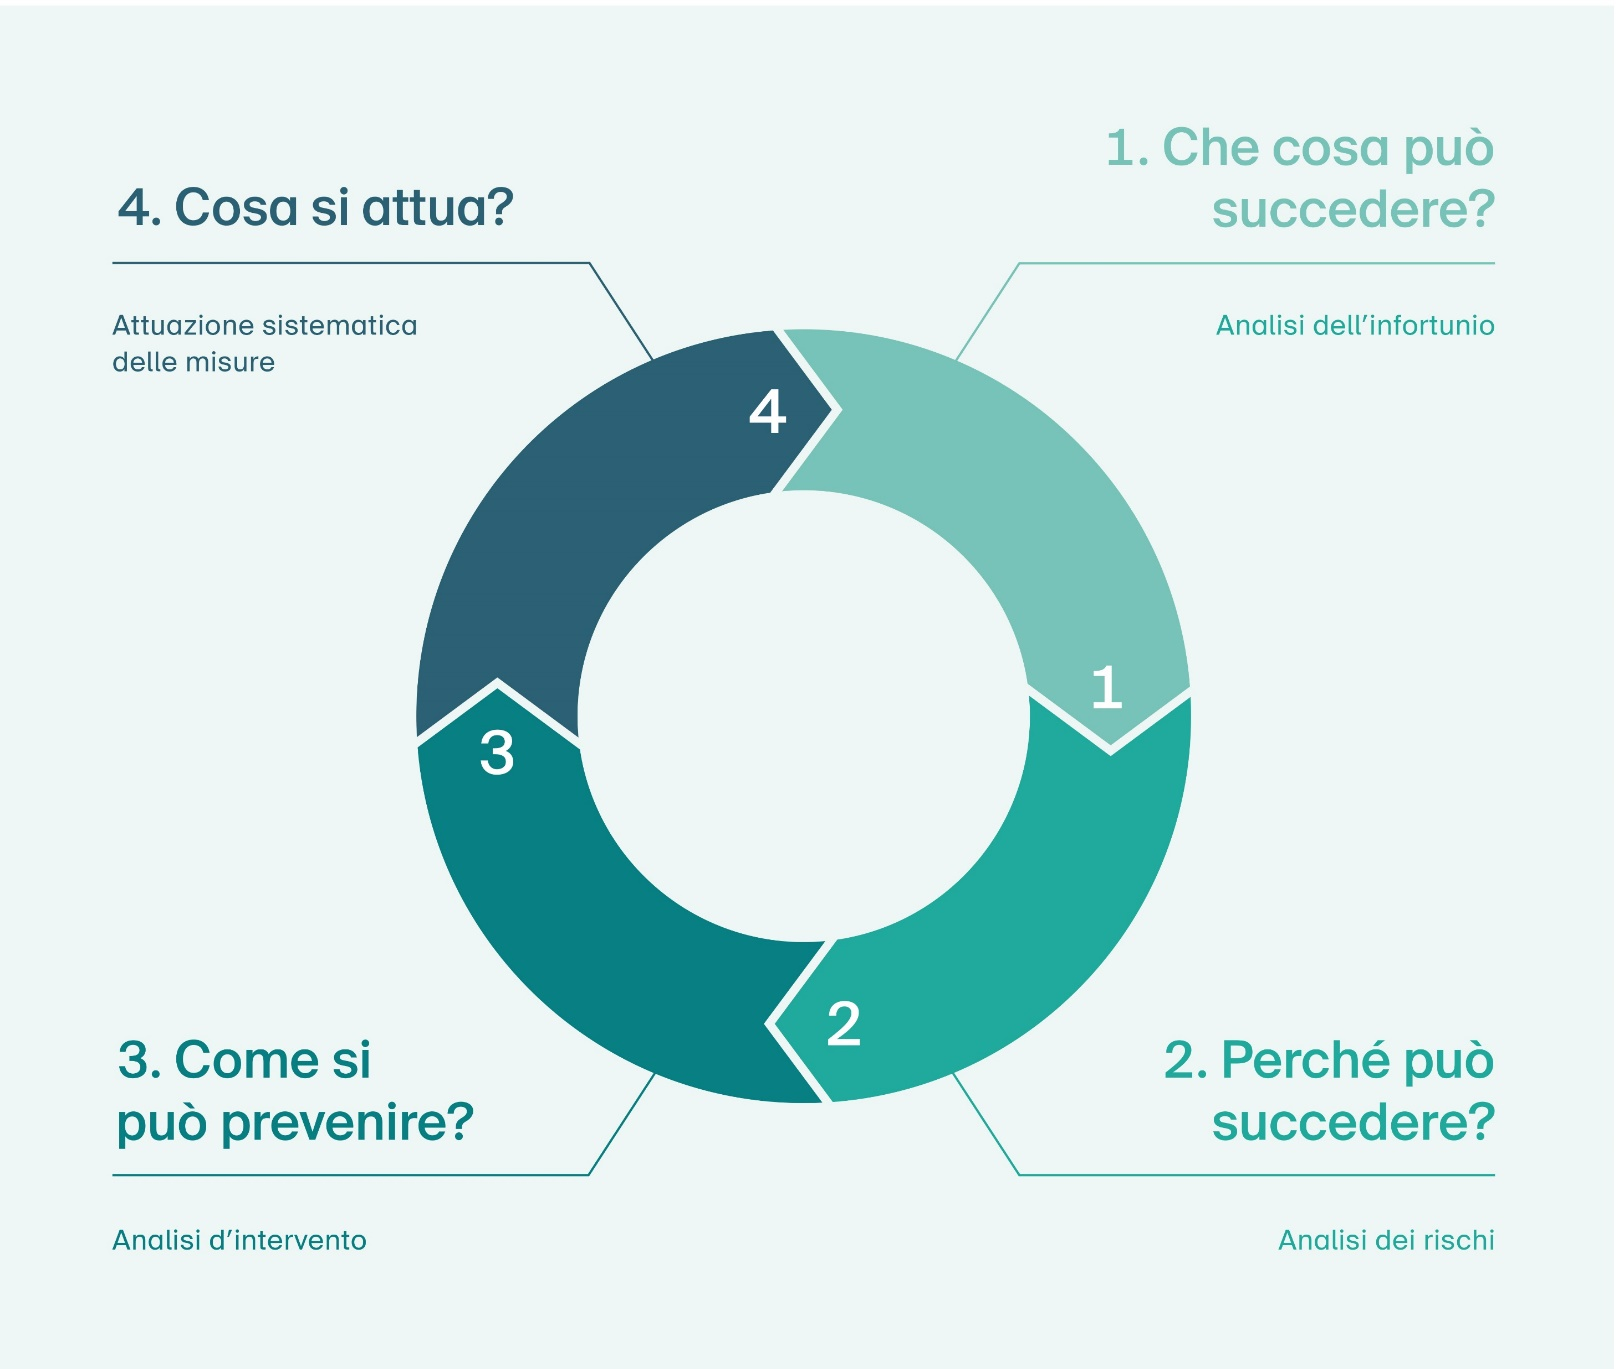 1. Che cosa può
succedere?
Analisi dell’infortunio
4. Cosa si attua?
Attuazione sistematica
delle misure
4
1
3
2
3. Come si
può prevenire?
Analisi d’intervento
2. Perché può
succedere?
Analisi dei rischi